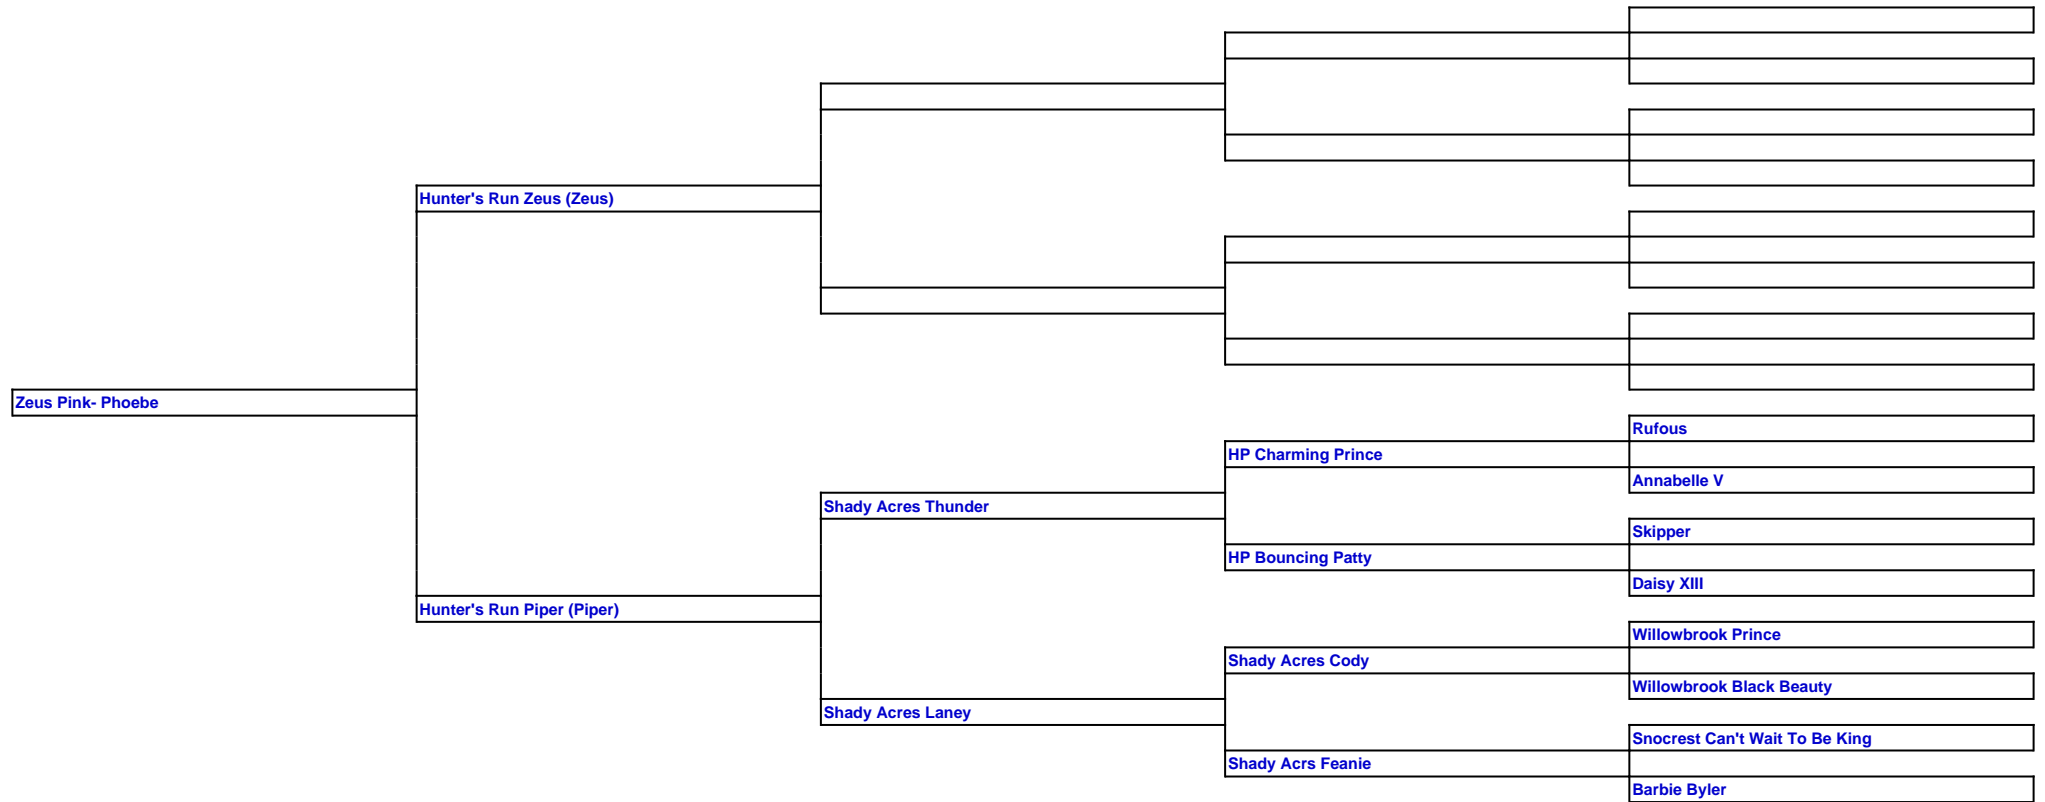 Hunter's Run Zeus (Zeus)
Zeus Pink- Phoebe
Rufous
HP Charming Prince
Annabelle V
Shady Acres Thunder
Skipper
HP Bouncing Patty
Daisy XIII
Hunter's Run Piper (Piper)
Willowbrook Prince
Shady Acres Cody
Willowbrook Black Beauty
Shady Acres Laney
Snocrest Can't Wait To Be King
Shady Acrs Feanie
Barbie Byler